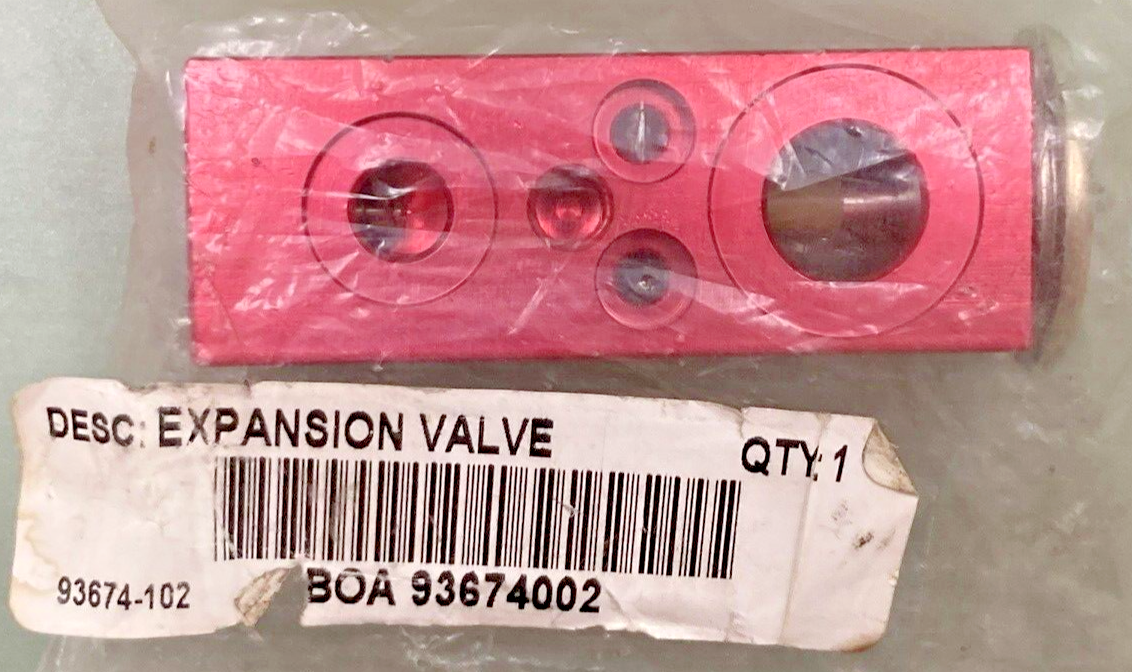 DESC: EXPANSION VALVE
QTY: 1
BOA 93674002
93674-102